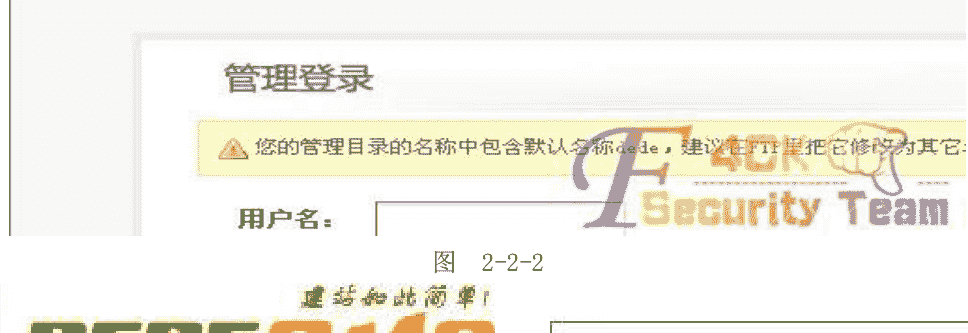 管理登录
您的管理目录的名称中包含默认名称dede，建议在FTP里把它修改为其它
F 4OK
Security Team
用户名：
图 2-2-2
建站如此简单!